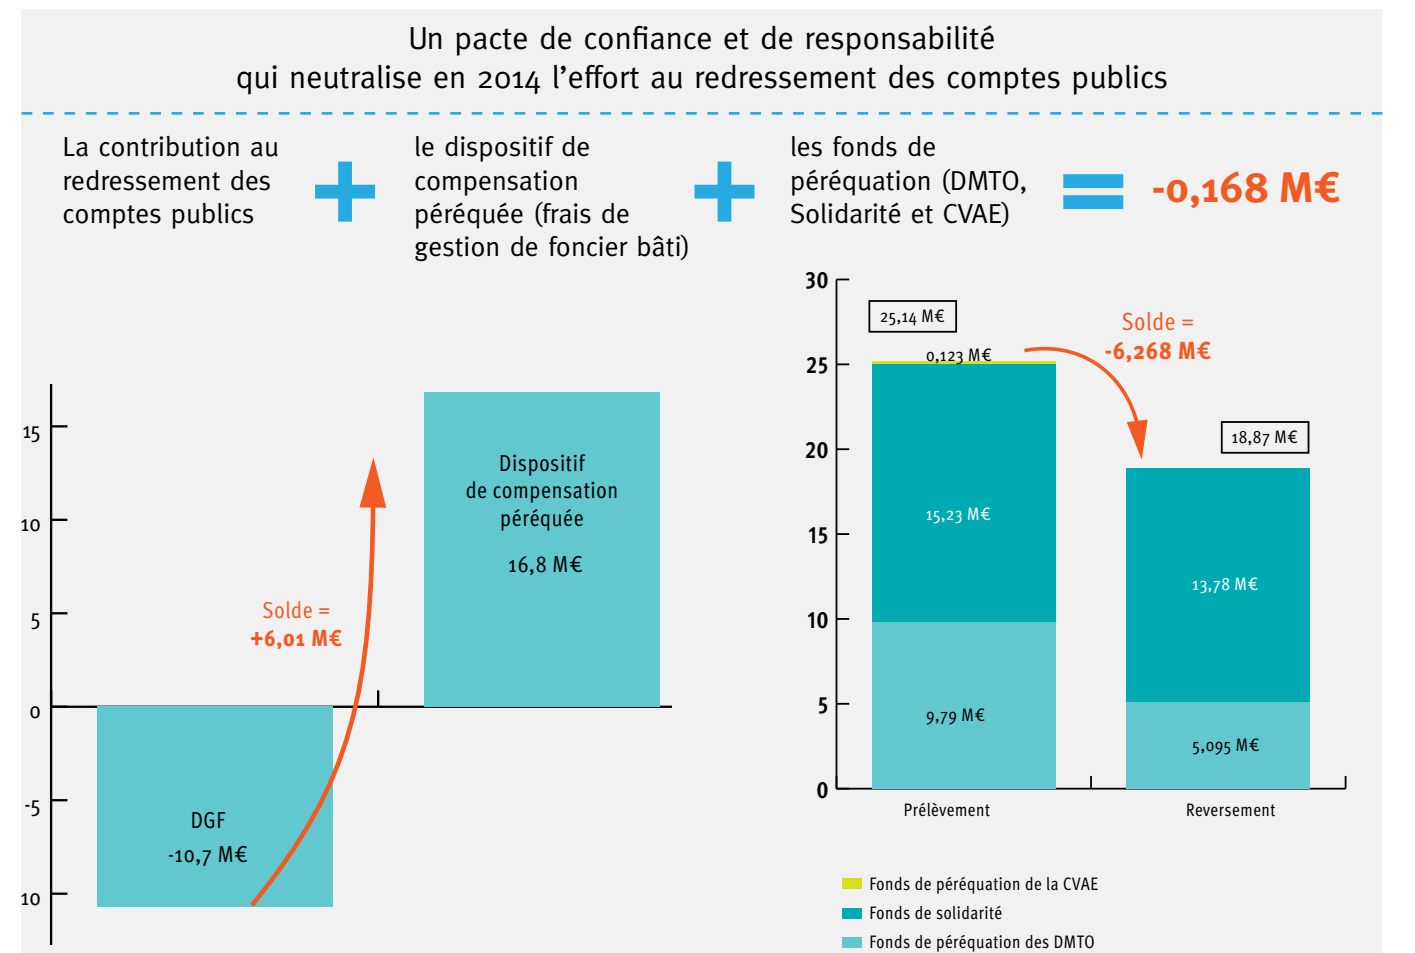 Un pacte de confiance et de responsabilité
qui neutralise en 2014 l'effort au redressement des comptes publics
La contribution au
redressement des
comptes publics
+
le dispositif de
compensation
péréquée (frais de
gestion de foncier bâti)
+
les fonds de
péréquation (DMTO,
Solidarité et CVAE)
= -0,168 M€
15
10
5
0
-5
10
Dispositif
de compensation
péréquée
16,8 M€
Solde =
+6,01 M€
DGF
-10,7 M€
30
25
20
15
10
5
0
25,14 M€
0,123 M€
Solde =
-6,268 M€
18,87 M€
15,23 M€
13,78 M€
9,79 M€
5,095 M€
Prélèvement
Reversement
Fonds de péréquation de la CVAE
Fonds de solidarité
Fonds de péréquation des DMTO